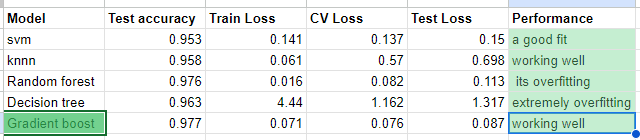 Model Test accuracy Train Loss CV Loss Test Loss Performance
svm 0.953 0.141 0.137 0.15 a good fit
knnn 0.958 0.061 0.57 0.698 working well
Random forest 0.976 0.016 0.082 0.113 its overfitting
Decision tree 0.963 4.44 1.162 1.317 extremely overfitting
Gradient boost 0.977 0.071 0.076 0.087 working well